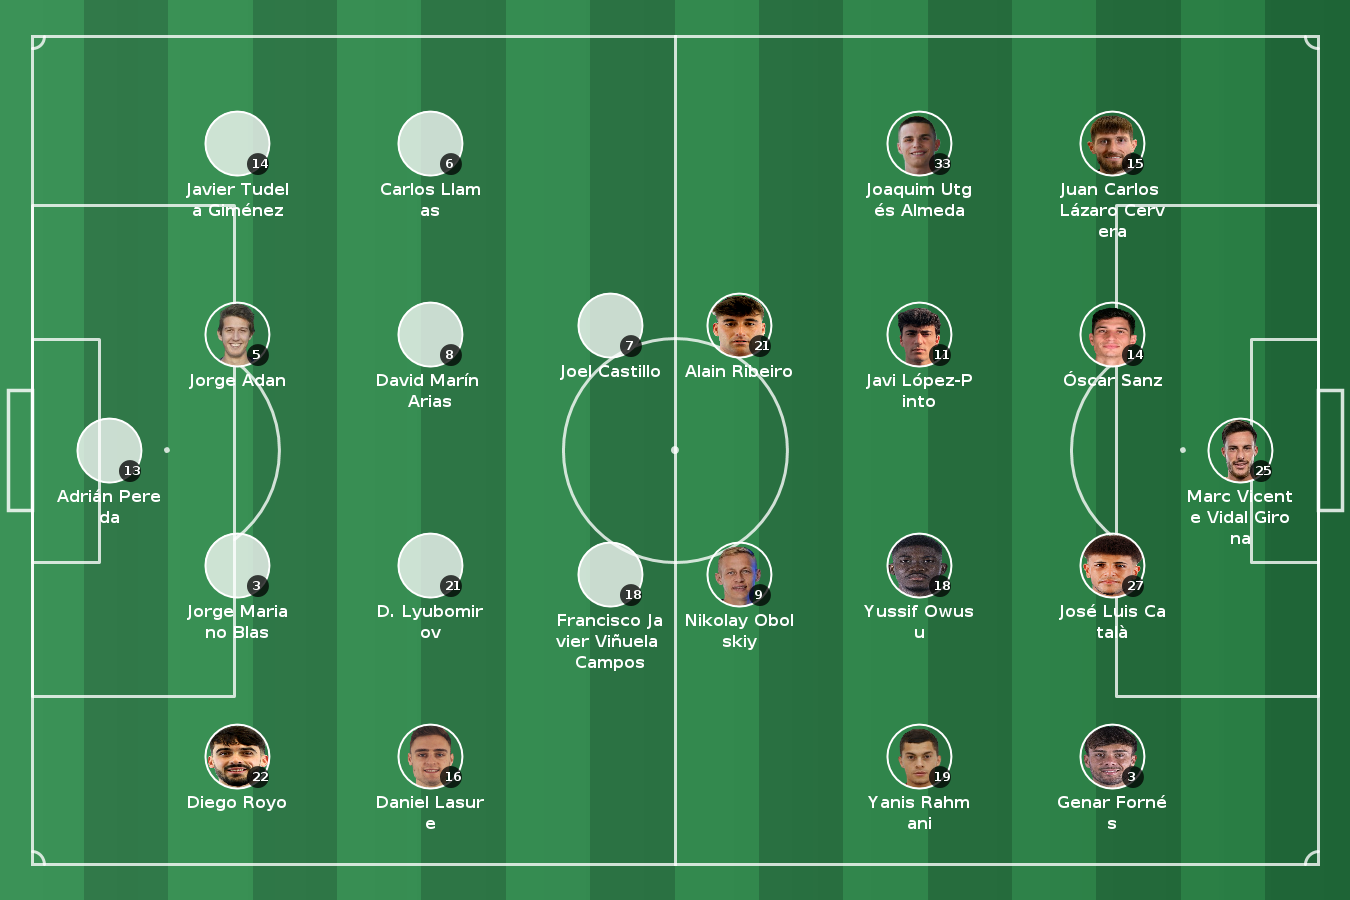 14
Javier Tudel
a Giménez
6
Carlos Llam
as
33
Joaquim Utg
és Almeda
15
Juan Carlos
Lázaro Cerv
era
5
Jorge Adan
8
David Marín
Arias
7
Joel Castillo
21
Alain Ribeiro
11
Javi López-P
into
14
Óscar Sanz
13
Adrián Pere
da
25
Marc Vicent
e Vidal Giro
na
3
Jorge Maria
no Blas
21
D. Lyubomir
ov
18
Francisco Ja
vier Viñuela
Campos
9
Nikolay Obol
skiy
18
Yussif Owus
u
27
José Luis Ca
talà
22
Diego Royo
16
Daniel Lasur
e
19
Yanis Rahm
ani
3
Genar Forné
s